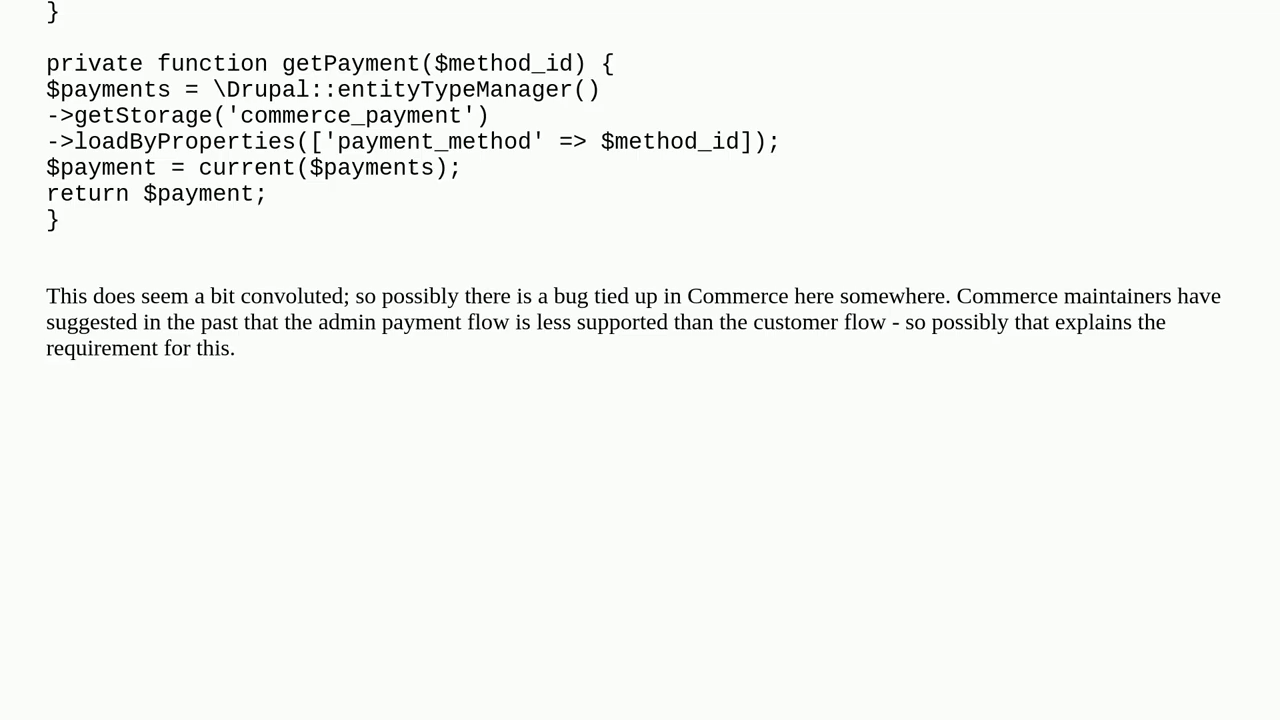 }
private function getPayment($method_id) {
$payments = \Drupal::entityTypeManager()
->getStorage('commerce_payment')
->loadByProperties(['payment_method' => $method_id]);
$payment = current($payments);
return $payment;
}
This does seem a bit convoluted; so possibly there is a bug tied up in Commerce here somewhere. Commerce maintainers have
suggested in the past that the admin payment flow is less supported than the customer flow - so possibly that explains the
requirement for this.